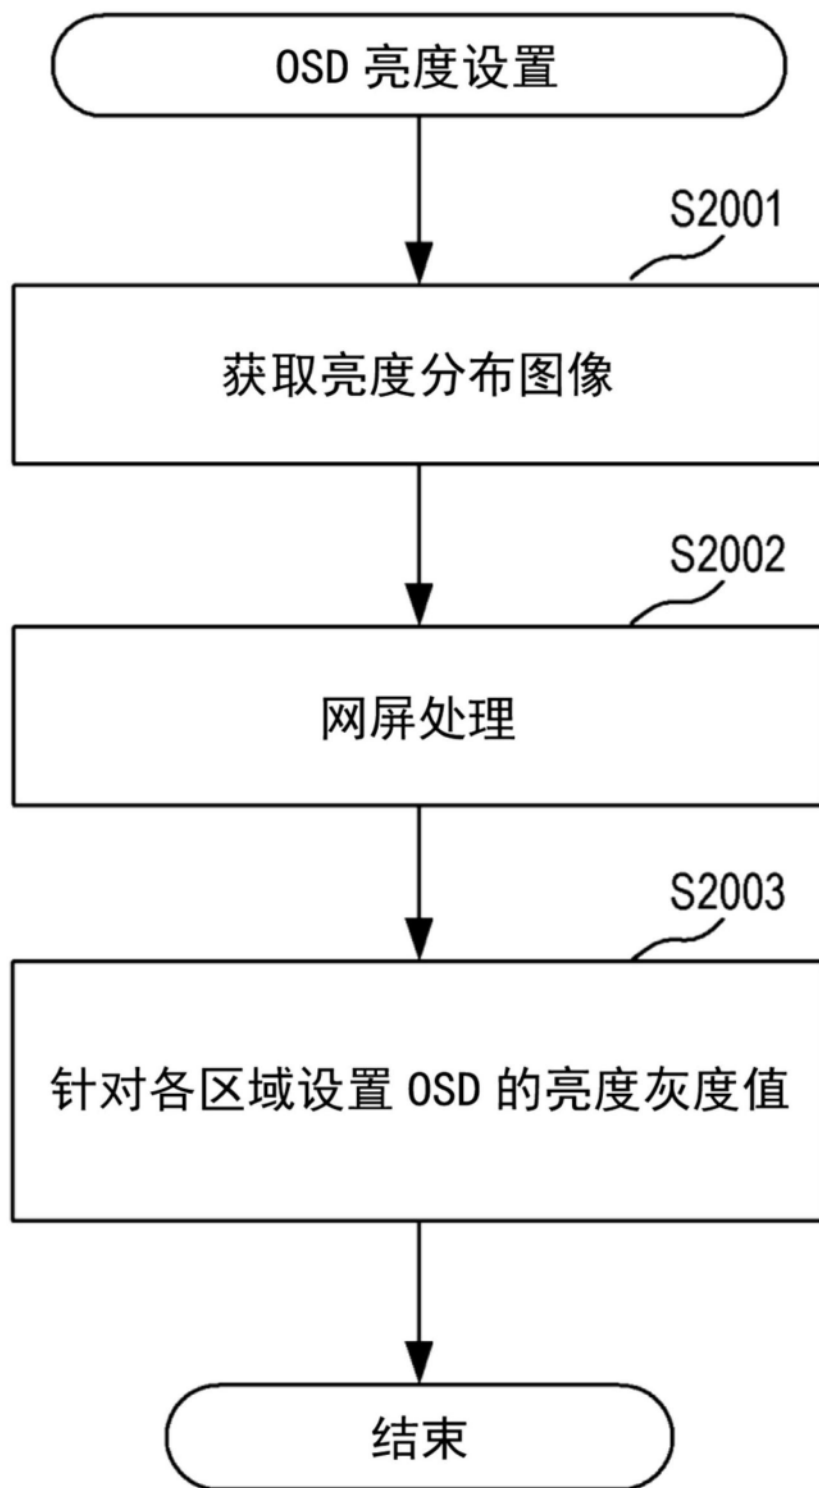 OSD 亮度设置
S2001
获取亮度分布图像
S2002
网屏处理
S2003
针对各区域设置 OSD 的亮度灰度值
结束